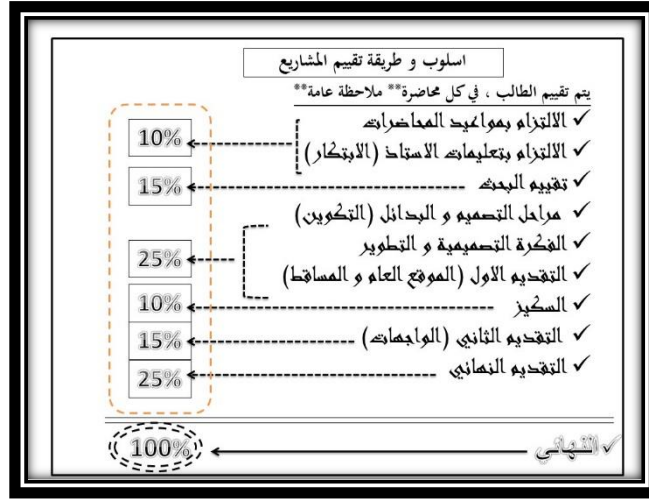 اسلوب و طريقة تقييم المشاريع
يتم تقييم الطالب ، في كل محاضرة** ملاحظة عامة**
✓ الالتزام بمواعيد المحاضرات
✓ الالتزام بتعليمات الاستاذ (الابتكار)
10%
✓ تقييم البحث 15%
✓ مراحل التصميم و البدائل (التكوين)
✓ الفكرة التصميمية و التطوير
✓ التقديم الاول (الموقع العام و المساقط)
25%
✓ السكيز 10%
✓ التقديم الثاني (الواجهات) 15%
✓ التقديم النهائي 25%
✓ النهائي 100%